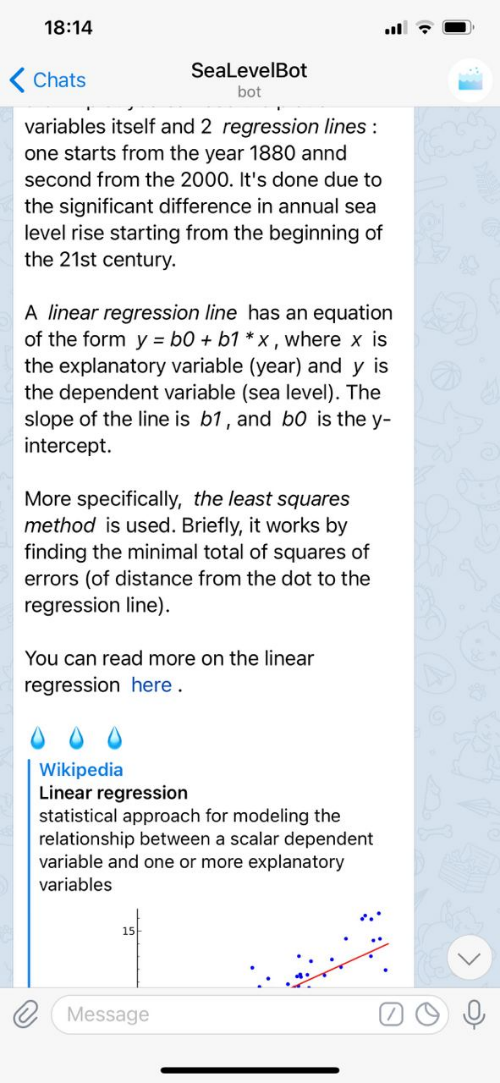 18:14
Chats
SeaLevelBot
bot
variables itself and 2 regression lines :
one starts from the year 1880 annd
second from the 2000. It's done due to
the significant difference in annual sea
level rise starting from the beginning of
the 21st century.
A linear regression line has an equation
of the form y = b0 + b1 * x , where x is
the explanatory variable (year) and y is
the dependent variable (sea level). The
slope of the line is b1 , and b0 is the y-
intercept.
More specifically, the least squares
method is used. Briefly, it works by
finding the minimal total of squares of
errors (of distance from the dot to the
regression line).
You can read more on the linear
regression here .
Wikipedia
Linear regression
statistical approach for modeling the
relationship between a scalar dependent
variable and one or more explanatory
variables
15
Message